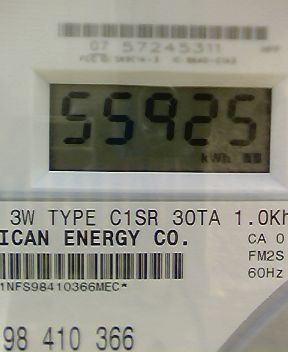 07 57245311
55925
kWh
3W TYPE C1SR 30TA 1.0Kh
ICAN ENERGY CO.
CA 0
FM2S
60Hz
1NFS98410366MEC*
98 410 366